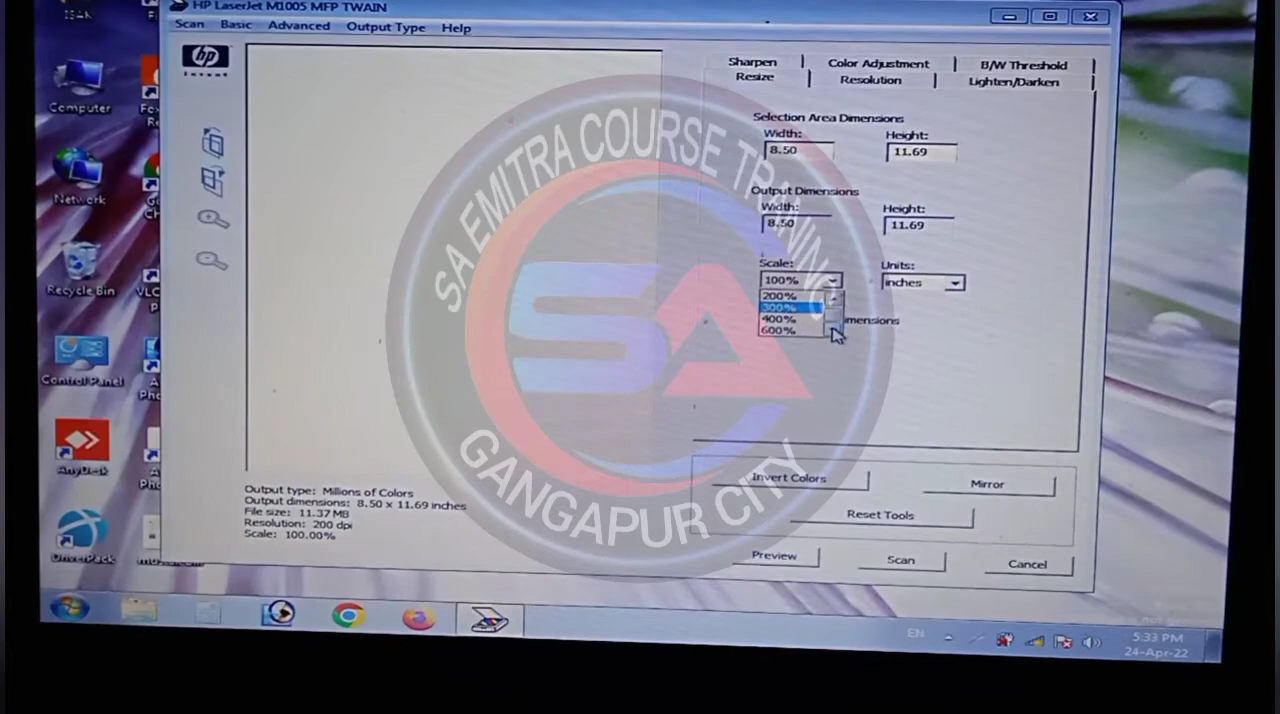 HP LaserJet M1005 MFP TWAIN
Scan Basic Advanced Output Type Help
hp
invent
Sharpen
Color Adjustment
B/W Threshold
Resize
Resolution
Lighten/Darken
Selection Area Dimensions
Width:
Height:
8.50
11.69
Output Dimensions
Width:
Height:
8.50
11.69
Scale:
Units:
100%
inches
200%
300%
400%
600%
imensions
Invert Colors
Mirror
Reset Tools
Preview
Scan
Cancel
Output type: Millions of Colors
Output dimensions: 8.50 x 11.69 inches
File size: 11.37 MB
Resolution: 200 dpi
Scale: 100.00%
Computer
Network
Recycle Bin
Control Panel
AnyDesk
DriverPack
VLC
SA EMITRA COURSE TRAINING
SA
GANGAPUR CITY
EN
5:33 PM
24-Apr-22